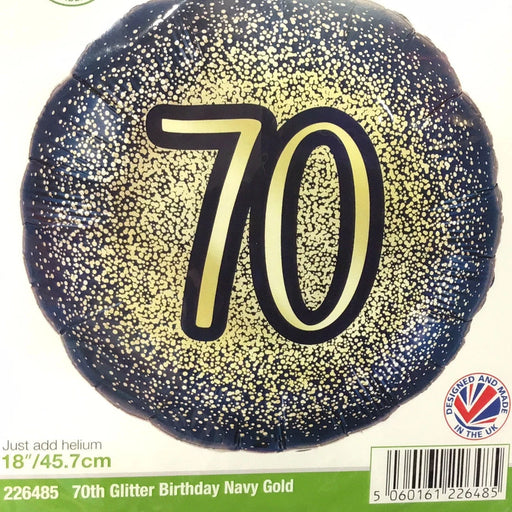 70
DESIGNED AND MADE
IN THE UK
Just add helium
18"/45.7cm
226485 70th Glitter Birthday Navy Gold
5 060161 226485